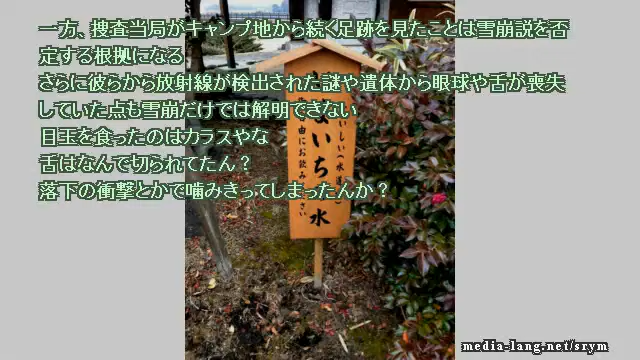 一方、捜査当局がキャンプ地から続く足跡を見たことは雪崩説を否
定する根拠になる
さらに彼らから放射線が検出された謎や遺体から眼球や舌が喪失
していた点も雪崩だけでは解明できない
目玉を食ったのはカラスやな
舌はなんで切られてたん？
落下の衝撃とかで噛みきってしまったんか？
いち水
media-lang.net/srym